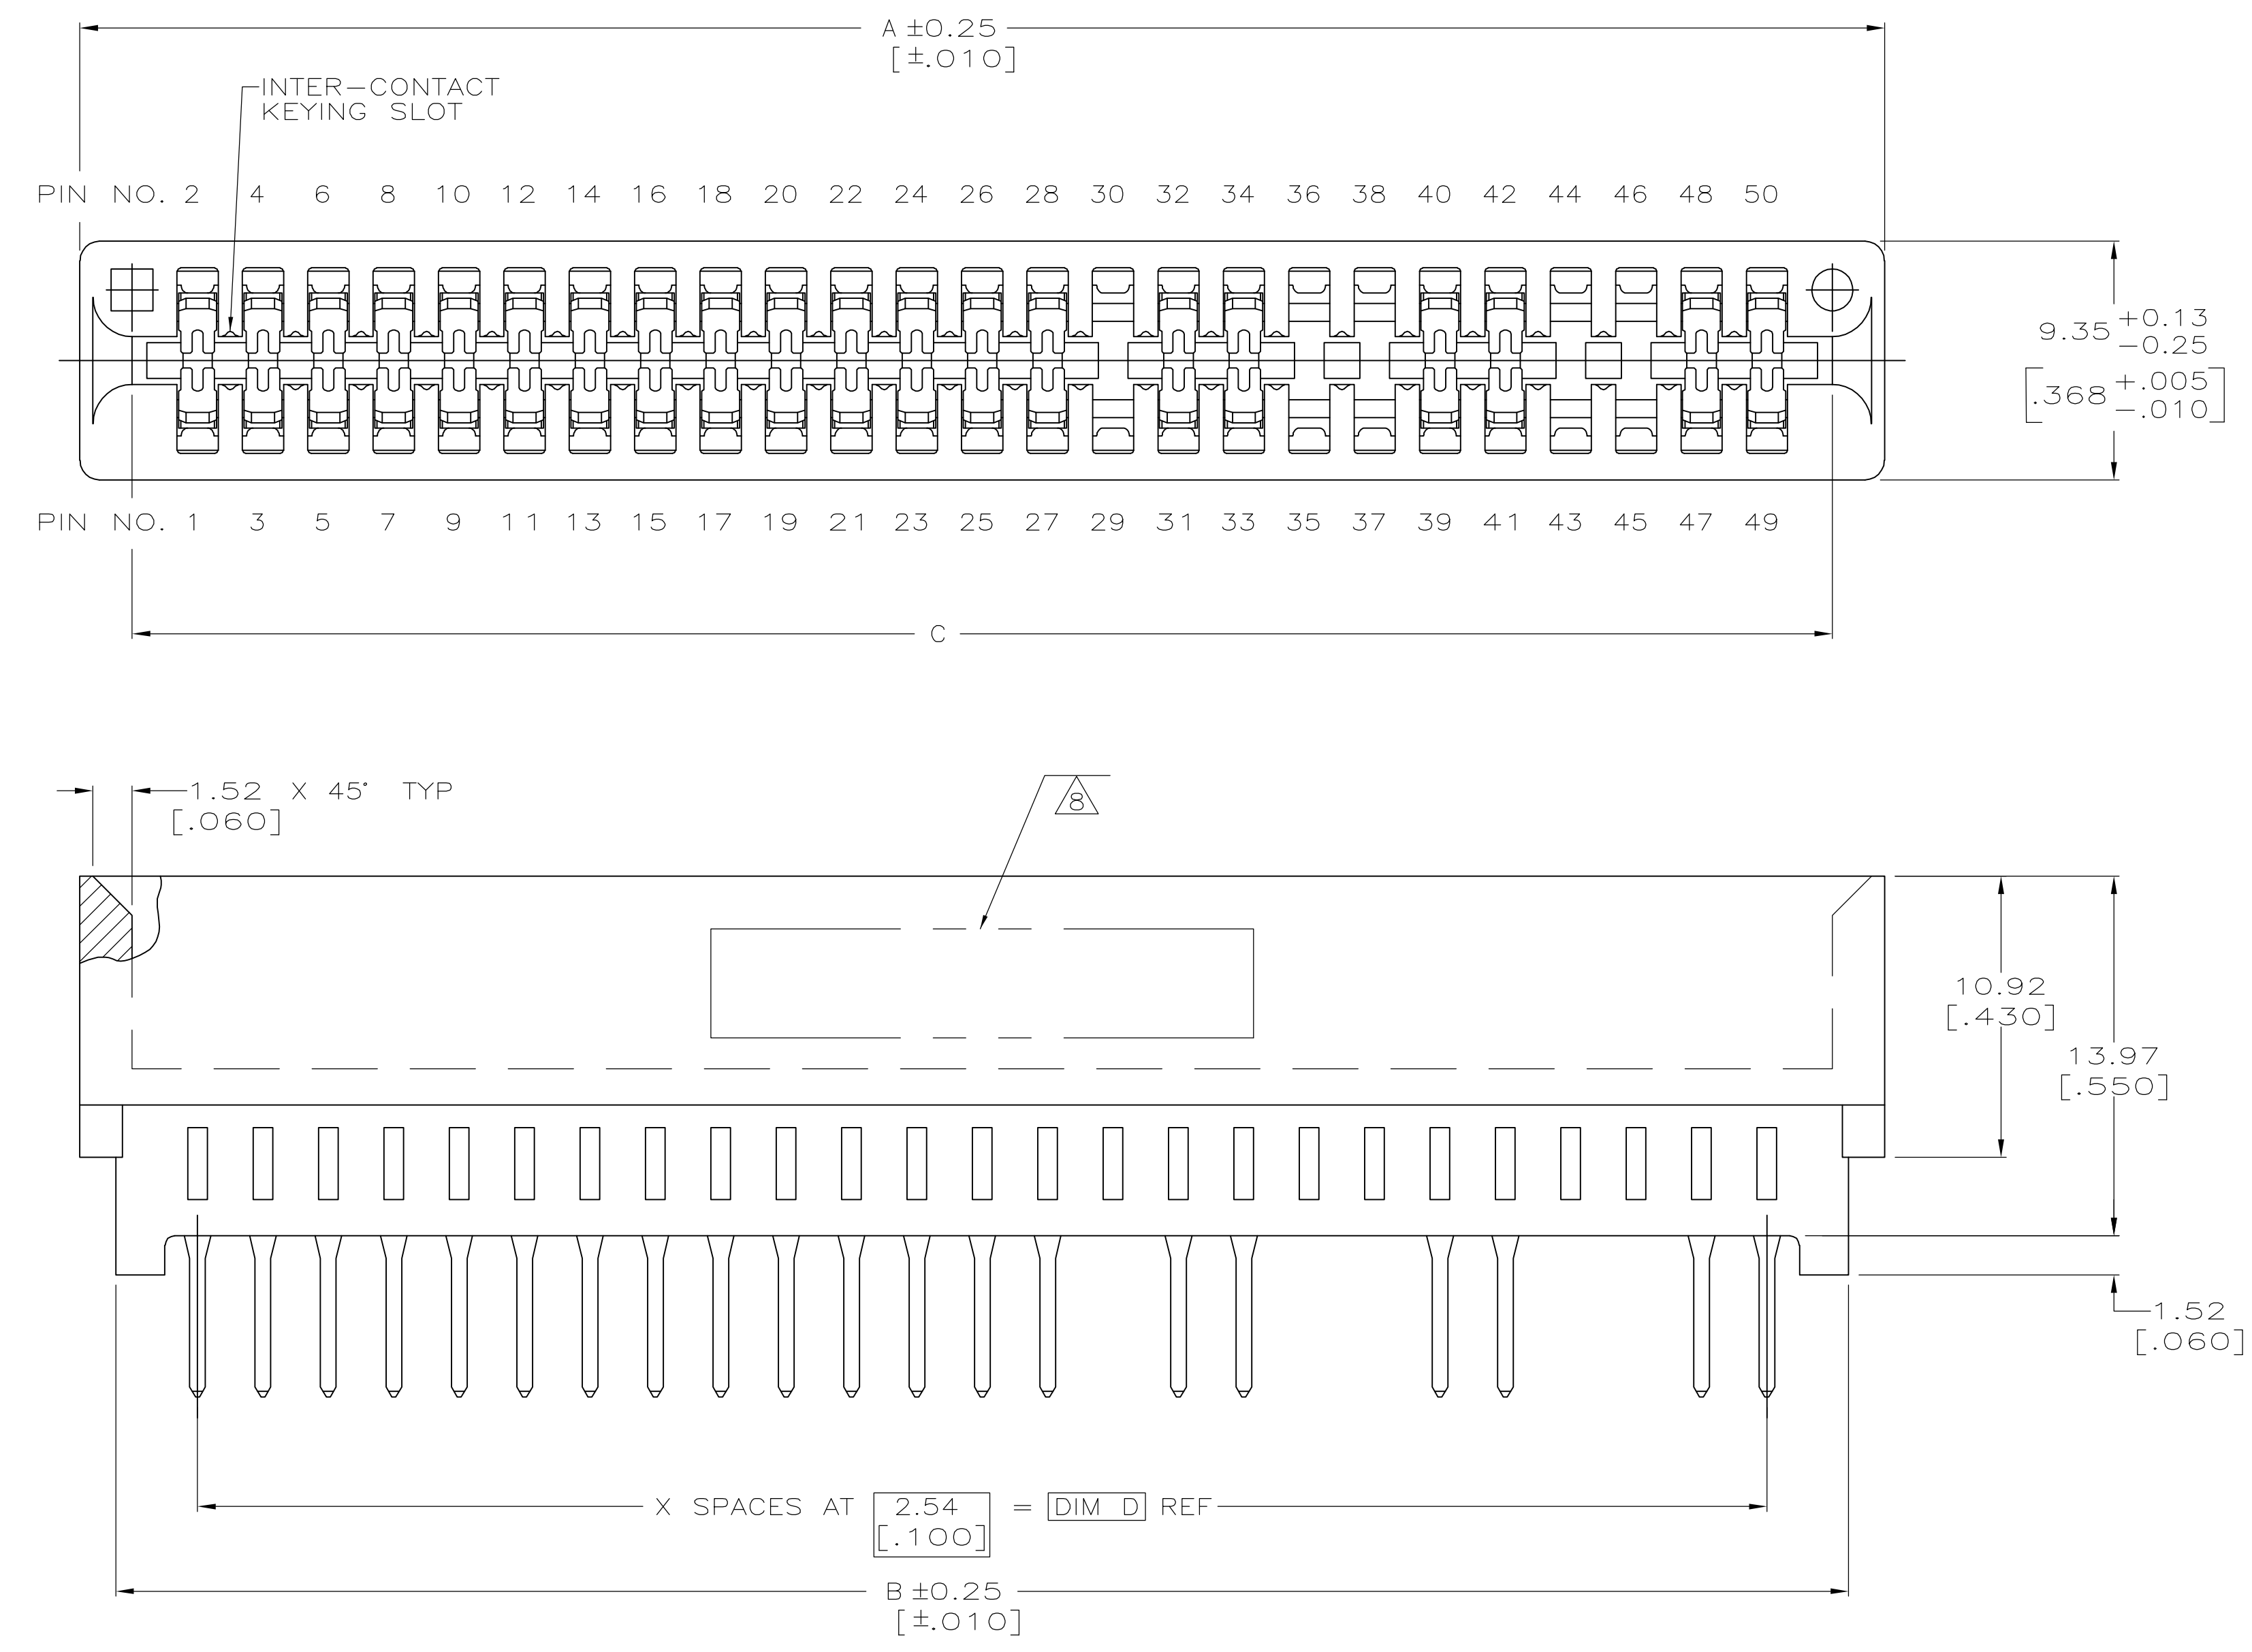 A ±0.25
[±.010]
INTER-CONTACT
KEYING SLOT
PIN NO. 2 4 6 8 10 12 14 16 18 20 22 24 26 28 30 32 34 36 38 40 42 44 46 48 50
9.35 +0.13
-0.25
[.368 +.005
-.010]
PIN NO. 1 3 5 7 9 11 13 15 17 19 21 23 25 27 29 31 33 35 37 39 41 43 45 47 49
C
1.52 X 45° TYP
[.060]
8
10.92
[.430]
13.97
[.550]
1.52
[.060]
X SPACES AT 2.54 = DIM D REF
[.100]
B ±0.25
[±.010]